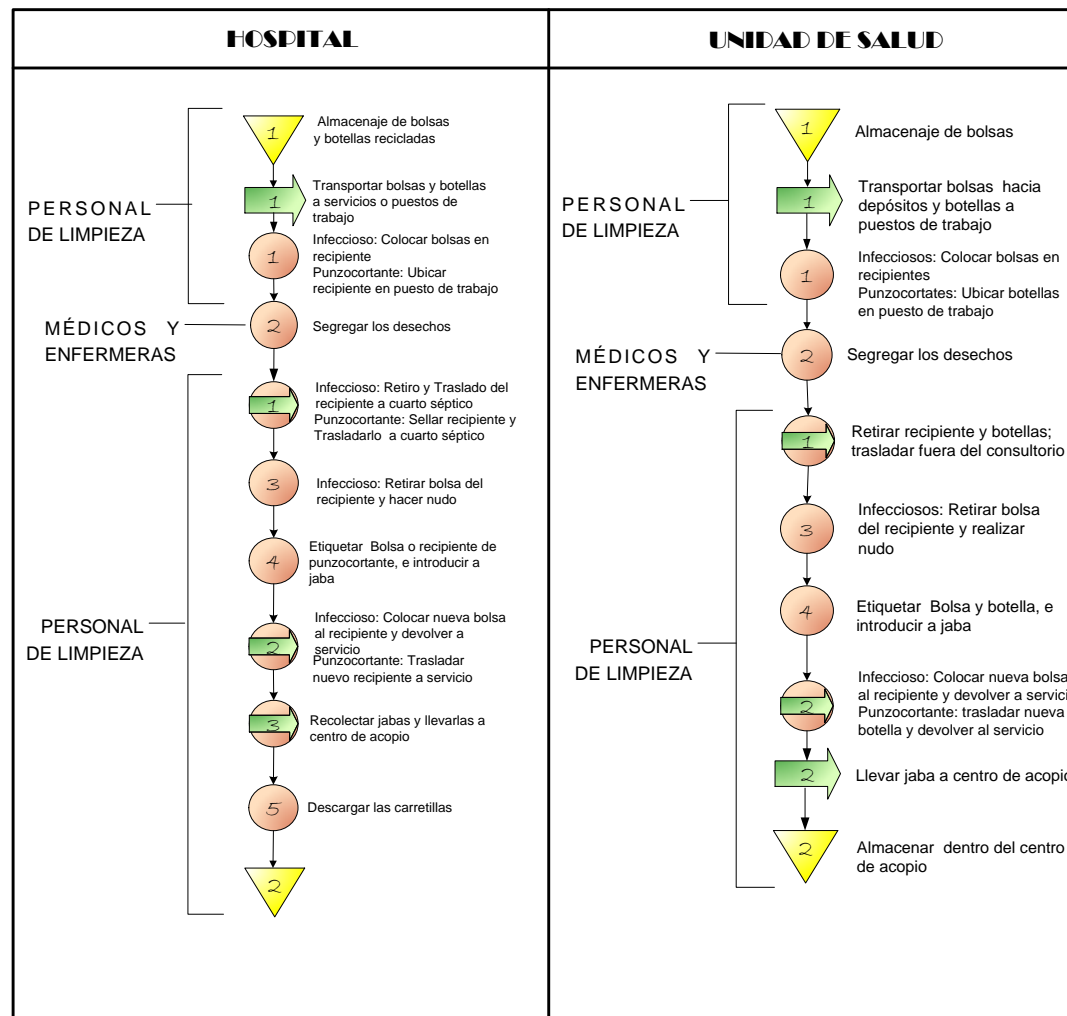 HOSPITAL
PERSONAL
DE LIMPIEZA
1
Almacenaje de bolsas
y botellas recicladas
1
Transportar bolsas y botellas
a servicios o puestos de
trabajo
1
Infeccioso: Colocar bolsas en
recipiente
Punzocortante: Ubicar
recipiente en puesto de trabajo
MÉDICOS Y
ENFERMERAS
2
Segregar los desechos
PERSONAL
DE LIMPIEZA
1
Infeccioso: Retiro y Traslado del
recipiente a cuarto séptico
Punzocortante: Sellar recipiente y
Trasladarlo a cuarto séptico
3
Infeccioso: Retirar bolsa del
recipiente y hacer nudo
4
Etiquetar Bolsa o recipiente de
punzocortante, e introducir a
jaba
2
Infeccioso: Colocar nueva bolsa
al recipiente y devolver a
servicio
Punzocortante: Trasladar
nuevo recipiente a servicio
3
Recolectar jabas y llevarlas a
centro de acopio
5
Descargar las carretillas
2
UNIDAD DE SALUD
PERSONAL
DE LIMPIEZA
1
Almacenaje de bolsas
1
Transportar bolsas hacia
depósitos y botellas a
puestos de trabajo
1
Infecciosos: Colocar bolsas en
recipientes
Punzocortates: Ubicar botellas
en puesto de trabajo
MÉDICOS Y
ENFERMERAS
2
Segregar los desechos
PERSONAL
DE LIMPIEZA
1
Retirar recipiente y botellas;
trasladar fuera del consultorio
3
Infecciosos: Retirar bolsa
del recipiente y realizar
nudo
4
Etiquetar Bolsa y botella, e
introducir a jaba
2
Infeccioso: Colocar nueva bolsa
al recipiente y devolver a servici
Punzocortante: trasladar nueva
botella y devolver al servicio
2
Llevar jaba a centro de acopio
2
Almacenar dentro del centro
de acopio